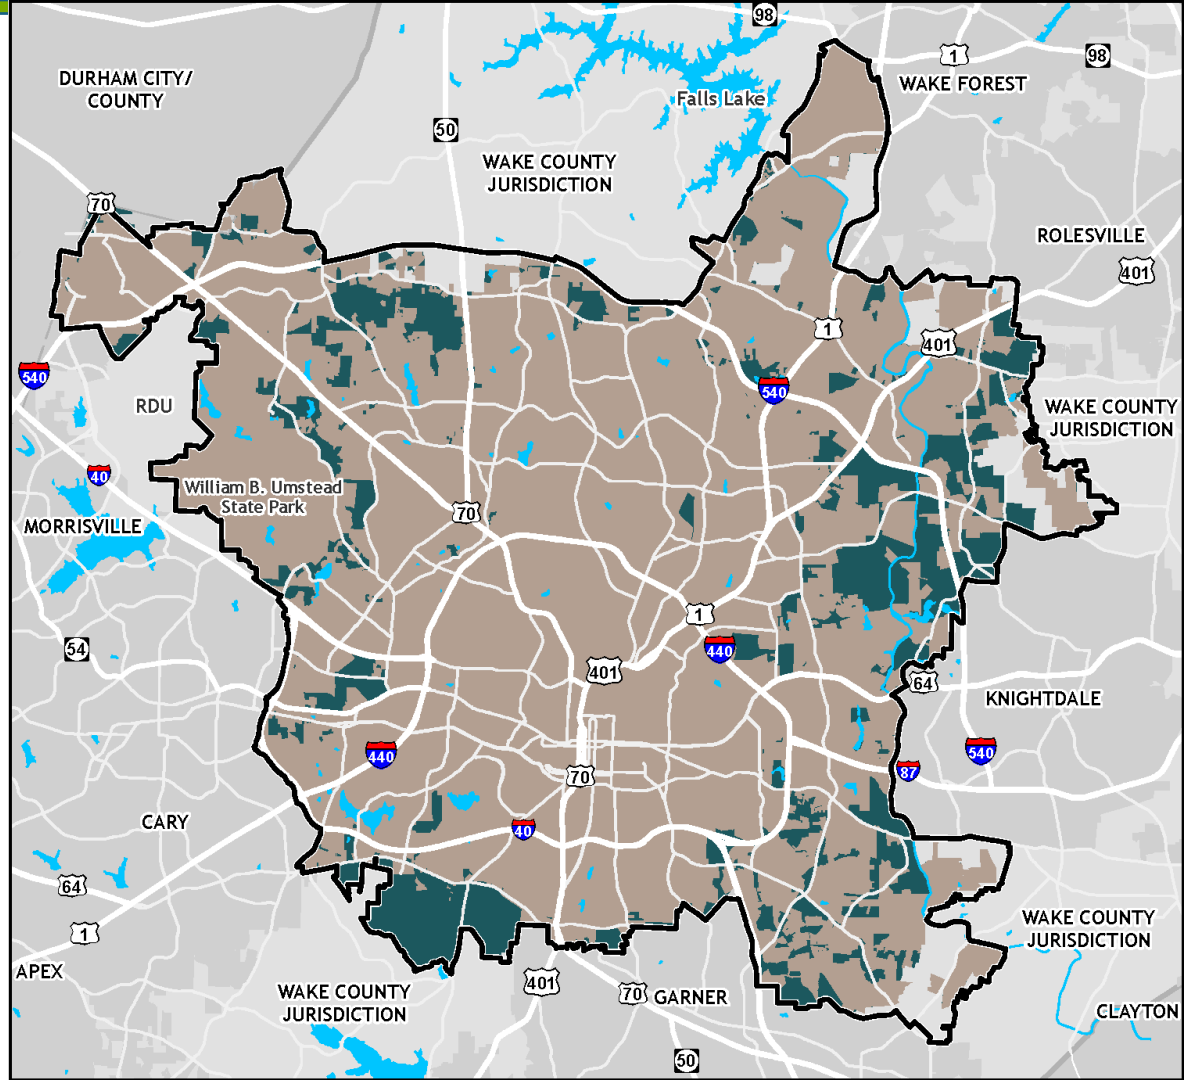 98
1
98
DURHAM CITY/
COUNTY
WAKE FOREST
Falls Lake
50
WAKE COUNTY
JURISDICTION
70
ROLESVILLE
401
1
401
540
540
RDU
WAKE COUNTY
JURISDICTION
40
William B. Umstead
State Park
70
MORRISVILLE
1
54
440
401
64
KNIGHTDALE
440
540
87
70
CARY
40
64
WAKE COUNTY
JURISDICTION
1
APEX
401
WAKE COUNTY
JURISDICTION
70
GARNER
CLAYTON
50